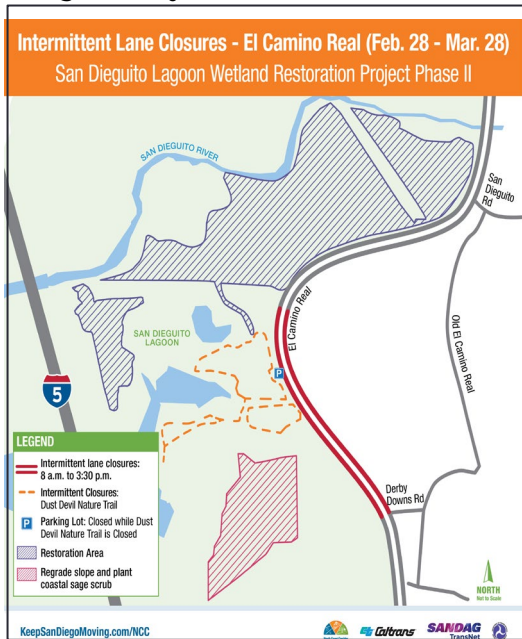 Intermittent Lane Closures - El Camino Real (Feb. 28 - Mar. 28)
San Dieguito Lagoon Wetland Restoration Project Phase II
SAN DIEGUITO RIVER
San
Dieguito
Rd
El Camino Real
Old El Camino Real
SAN DIEGUITO
LAGOON
P
5
Derby
Downs Rd
LEGEND
Intermittent lane closures:
8 a.m. to 3:30 p.m.
Intermittent Closures:
Dust Devil Nature Trail
P
Parking Lot: Closed while Dust
Devil Nature Trail is Closed
Restoration Area
Regrade slope and plant
coastal sage scrub
NORTH
Not to Scale
KeepSanDiegoMoving.com/NCC
Caltrans
SANDAG
TransNet